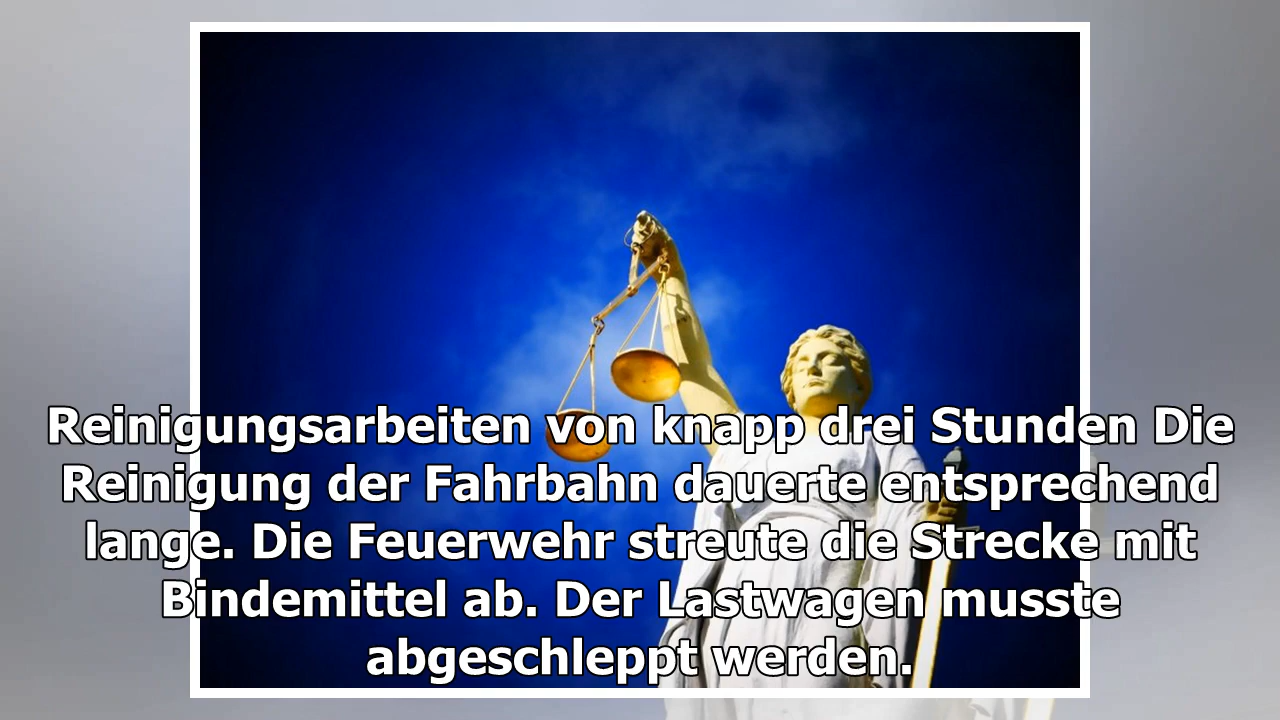 Reinigungsarbeiten von knapp drei Stunden Die
Reinigung der Fahrbahn dauerte entsprechend
lange. Die Feuerwehr streute die Strecke mit
Bindemittel ab. Der Lastwagen musste
abgeschleppt werden.